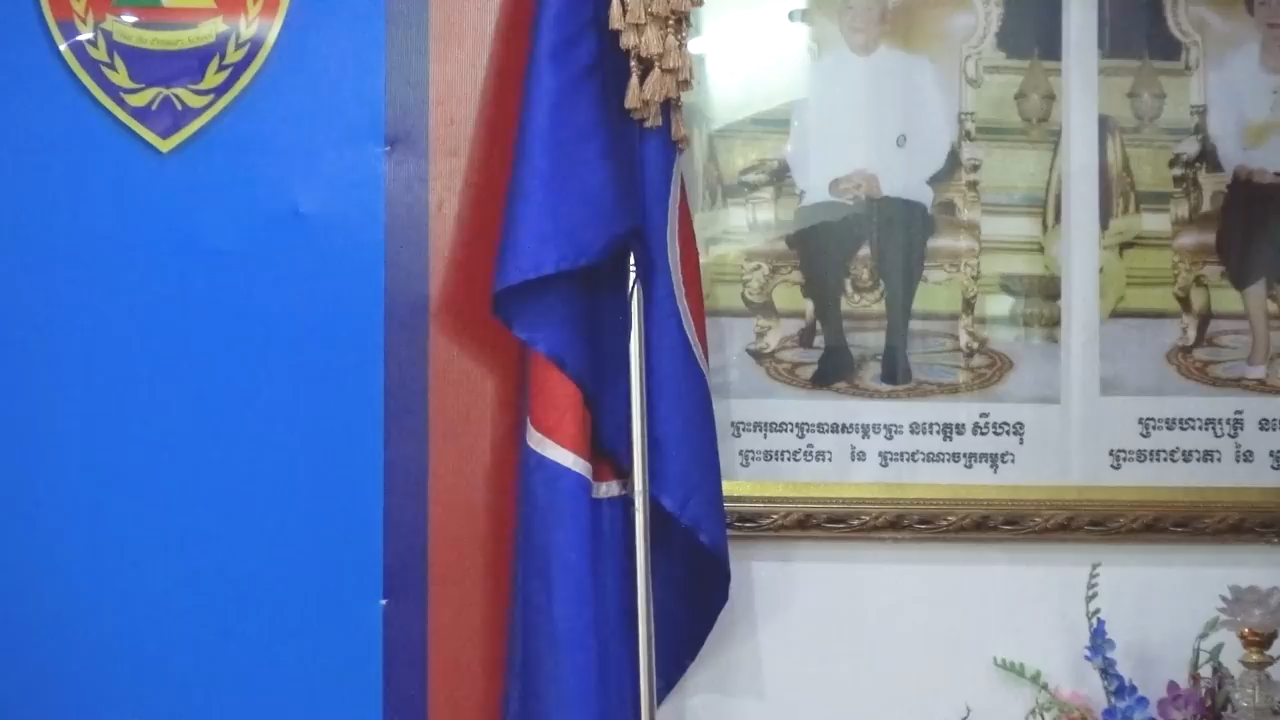 Primary School
ព្រះករុណាព្រះបាទសម្តេចព្រះ នរោត្តម សីហនុ
ព្រះវររាជបិតា នៃ ព្រះរាជាណាចក្រកម្ពុជា
ព្រះមហាក្សត្រី
ព្រះវររាជមាតា នៃ